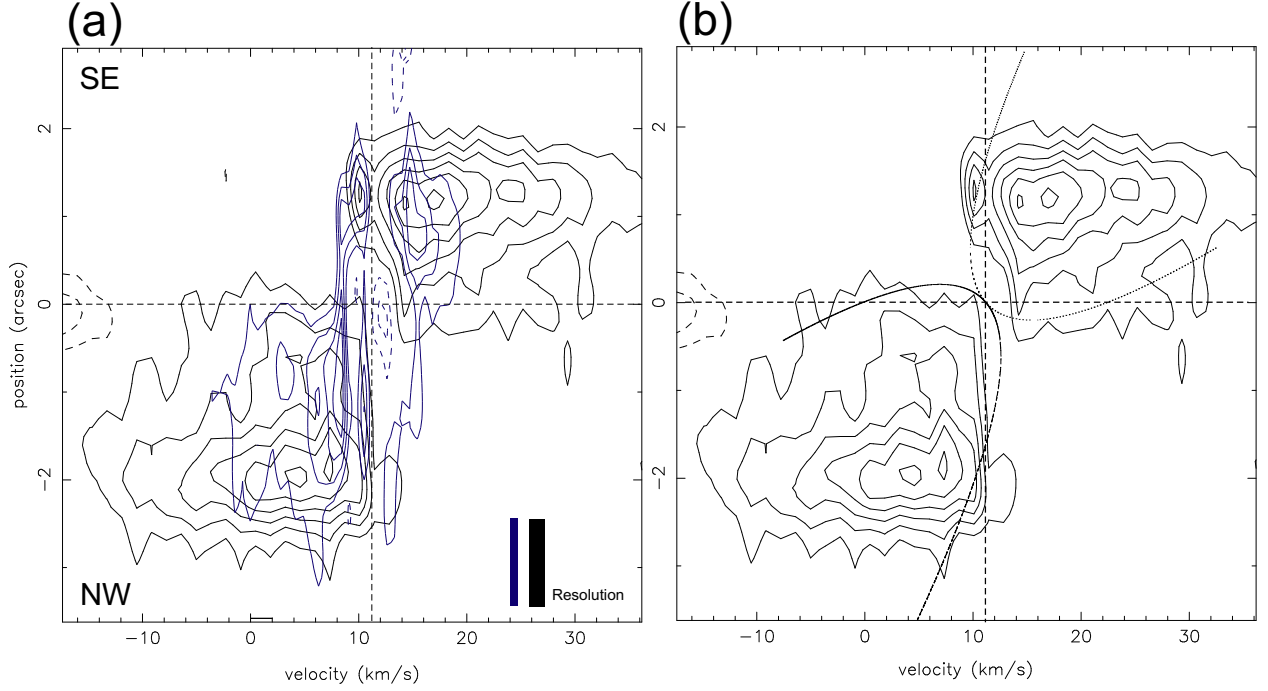 (a)
(b)
SE
NW
Resolution
2
0
−2
−10
0
10
20
30
position (arcsec)
velocity (km/s)
2
0
−2
−10
0
10
20
30
velocity (km/s)